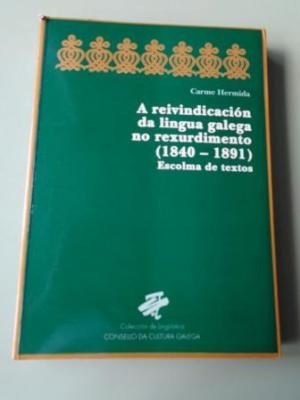 Carme Hermida
A reivindicación
da lingua galega
no rexurdimento
(1840 – 1891)
Escolma de textos
Colección de Lingüística
CONSELLO DA CULTURA GALEGA